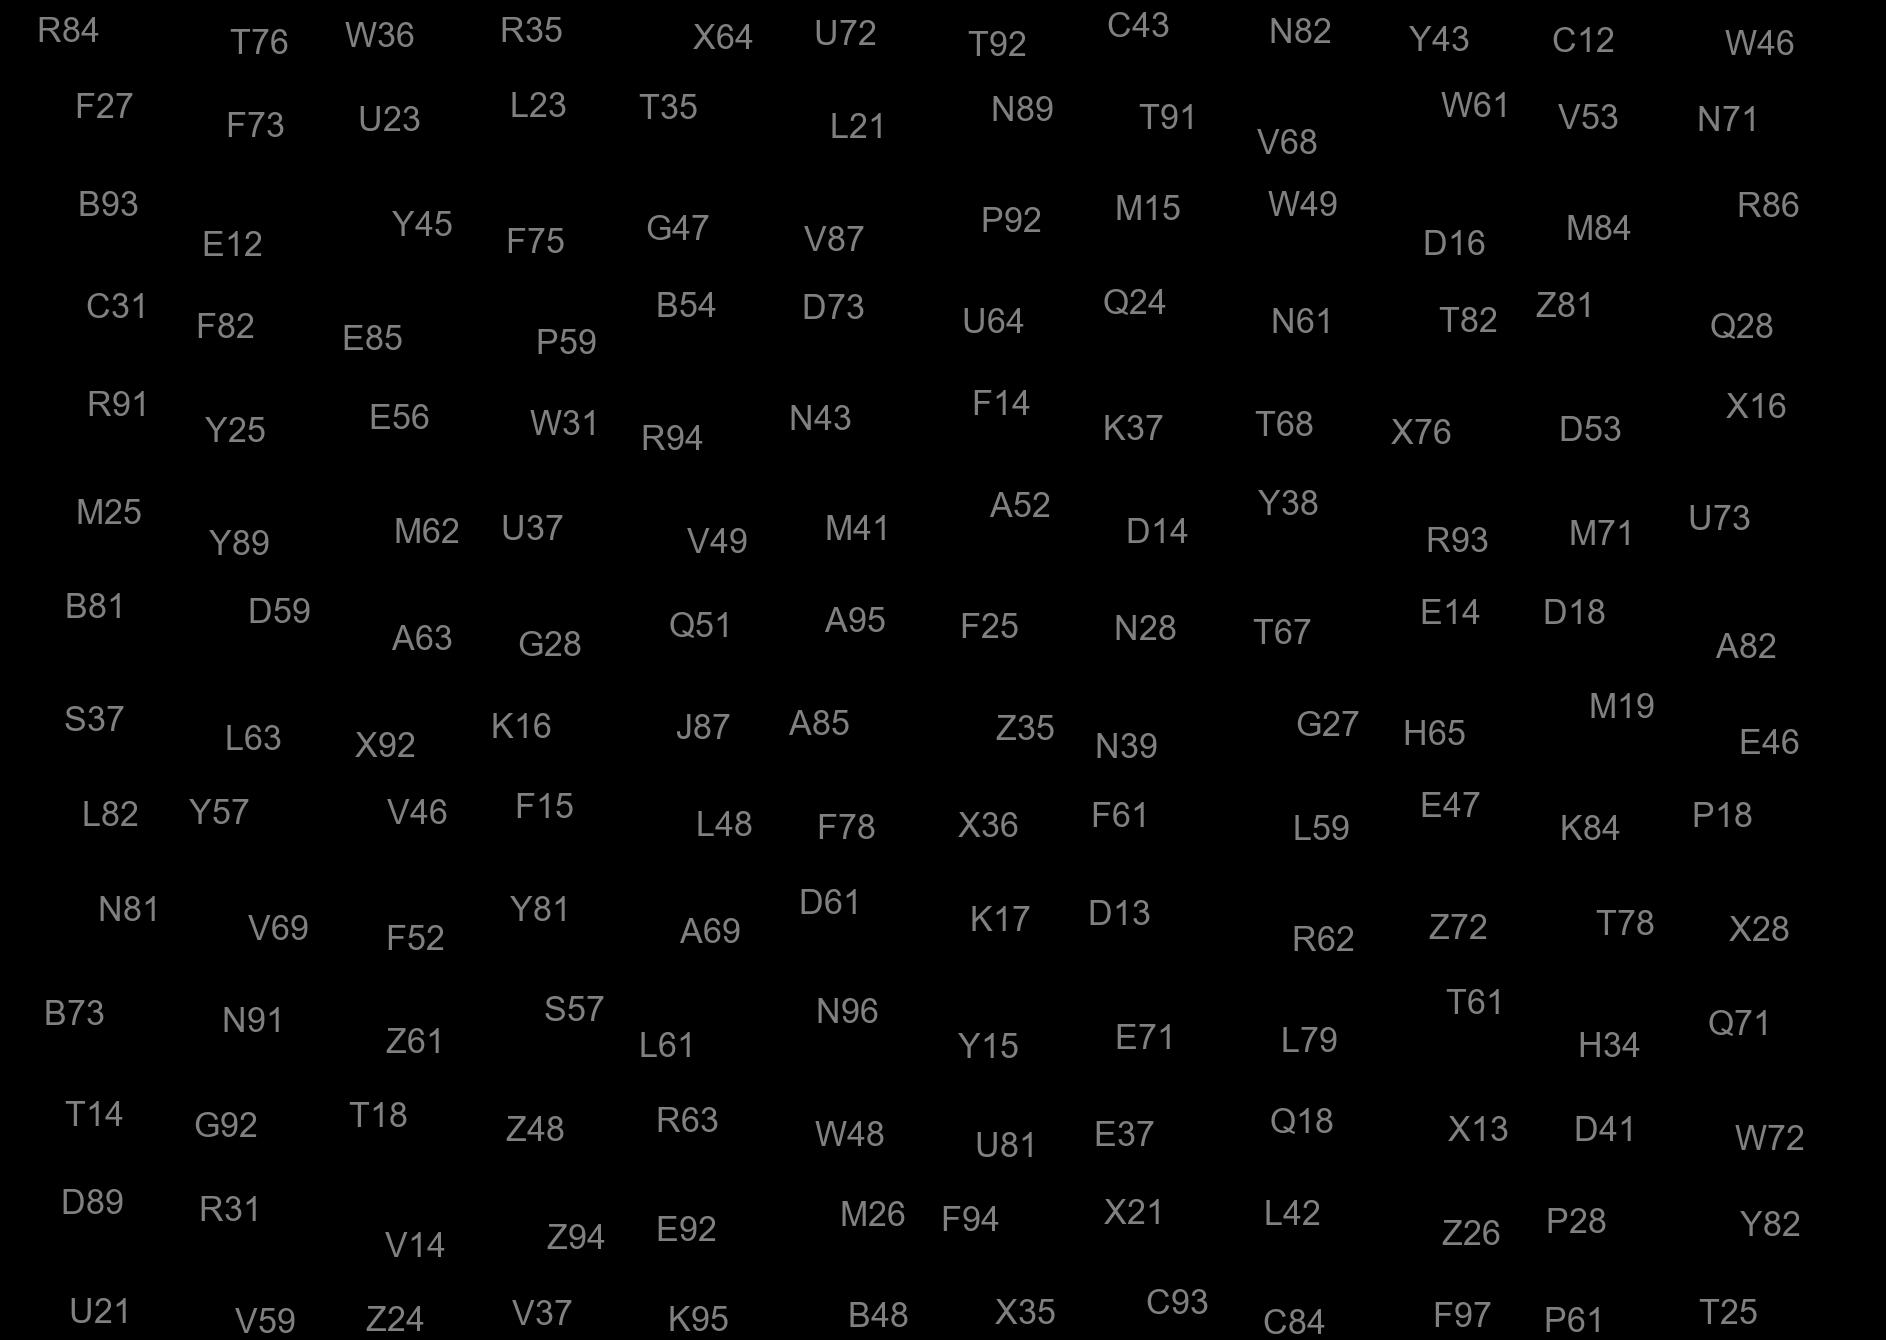 R84 T76 W36 R35 X64 U72 T92 C43 N82 Y43 C12 W46
F27 F73 U23 L23 T35 L21 N89 T91 V68 W61 V53 N71
B93 E12 Y45 F75 G47 V87 P92 M15 W49 D16 M84 R86
C31 F82 E85 P59 B54 D73 U64 Q24 N61 T82 Z81 Q28
R91 Y25 E56 W31 R94 N43 F14 K37 T68 X76 D53 X16
M25 Y89 M62 U37 V49 M41 A52 D14 Y38 R93 M71 U73
B81 D59 A63 G28 Q51 A95 F25 N28 T67 E14 D18 A82
S37 L63 X92 K16 J87 A85 Z35 N39 G27 H65 M19 E46
L82 Y57 V46 F15 L48 F78 X36 F61 L59 E47 K84 P18
N81 V69 F52 Y81 A69 D61 K17 D13 R62 Z72 T78 X28
B73 N91 Z61 S57 L61 N96 Y15 E71 L79 T61 H34 Q71
T14 G92 T18 Z48 R63 W48 U81 E37 Q18 X13 D41 W72
D89 R31 V14 Z94 E92 M26 F94 X21 L42 Z26 P28 Y82
U21 V59 Z24 V37 K95 B48 X35 C93 C84 F97 P61 T25